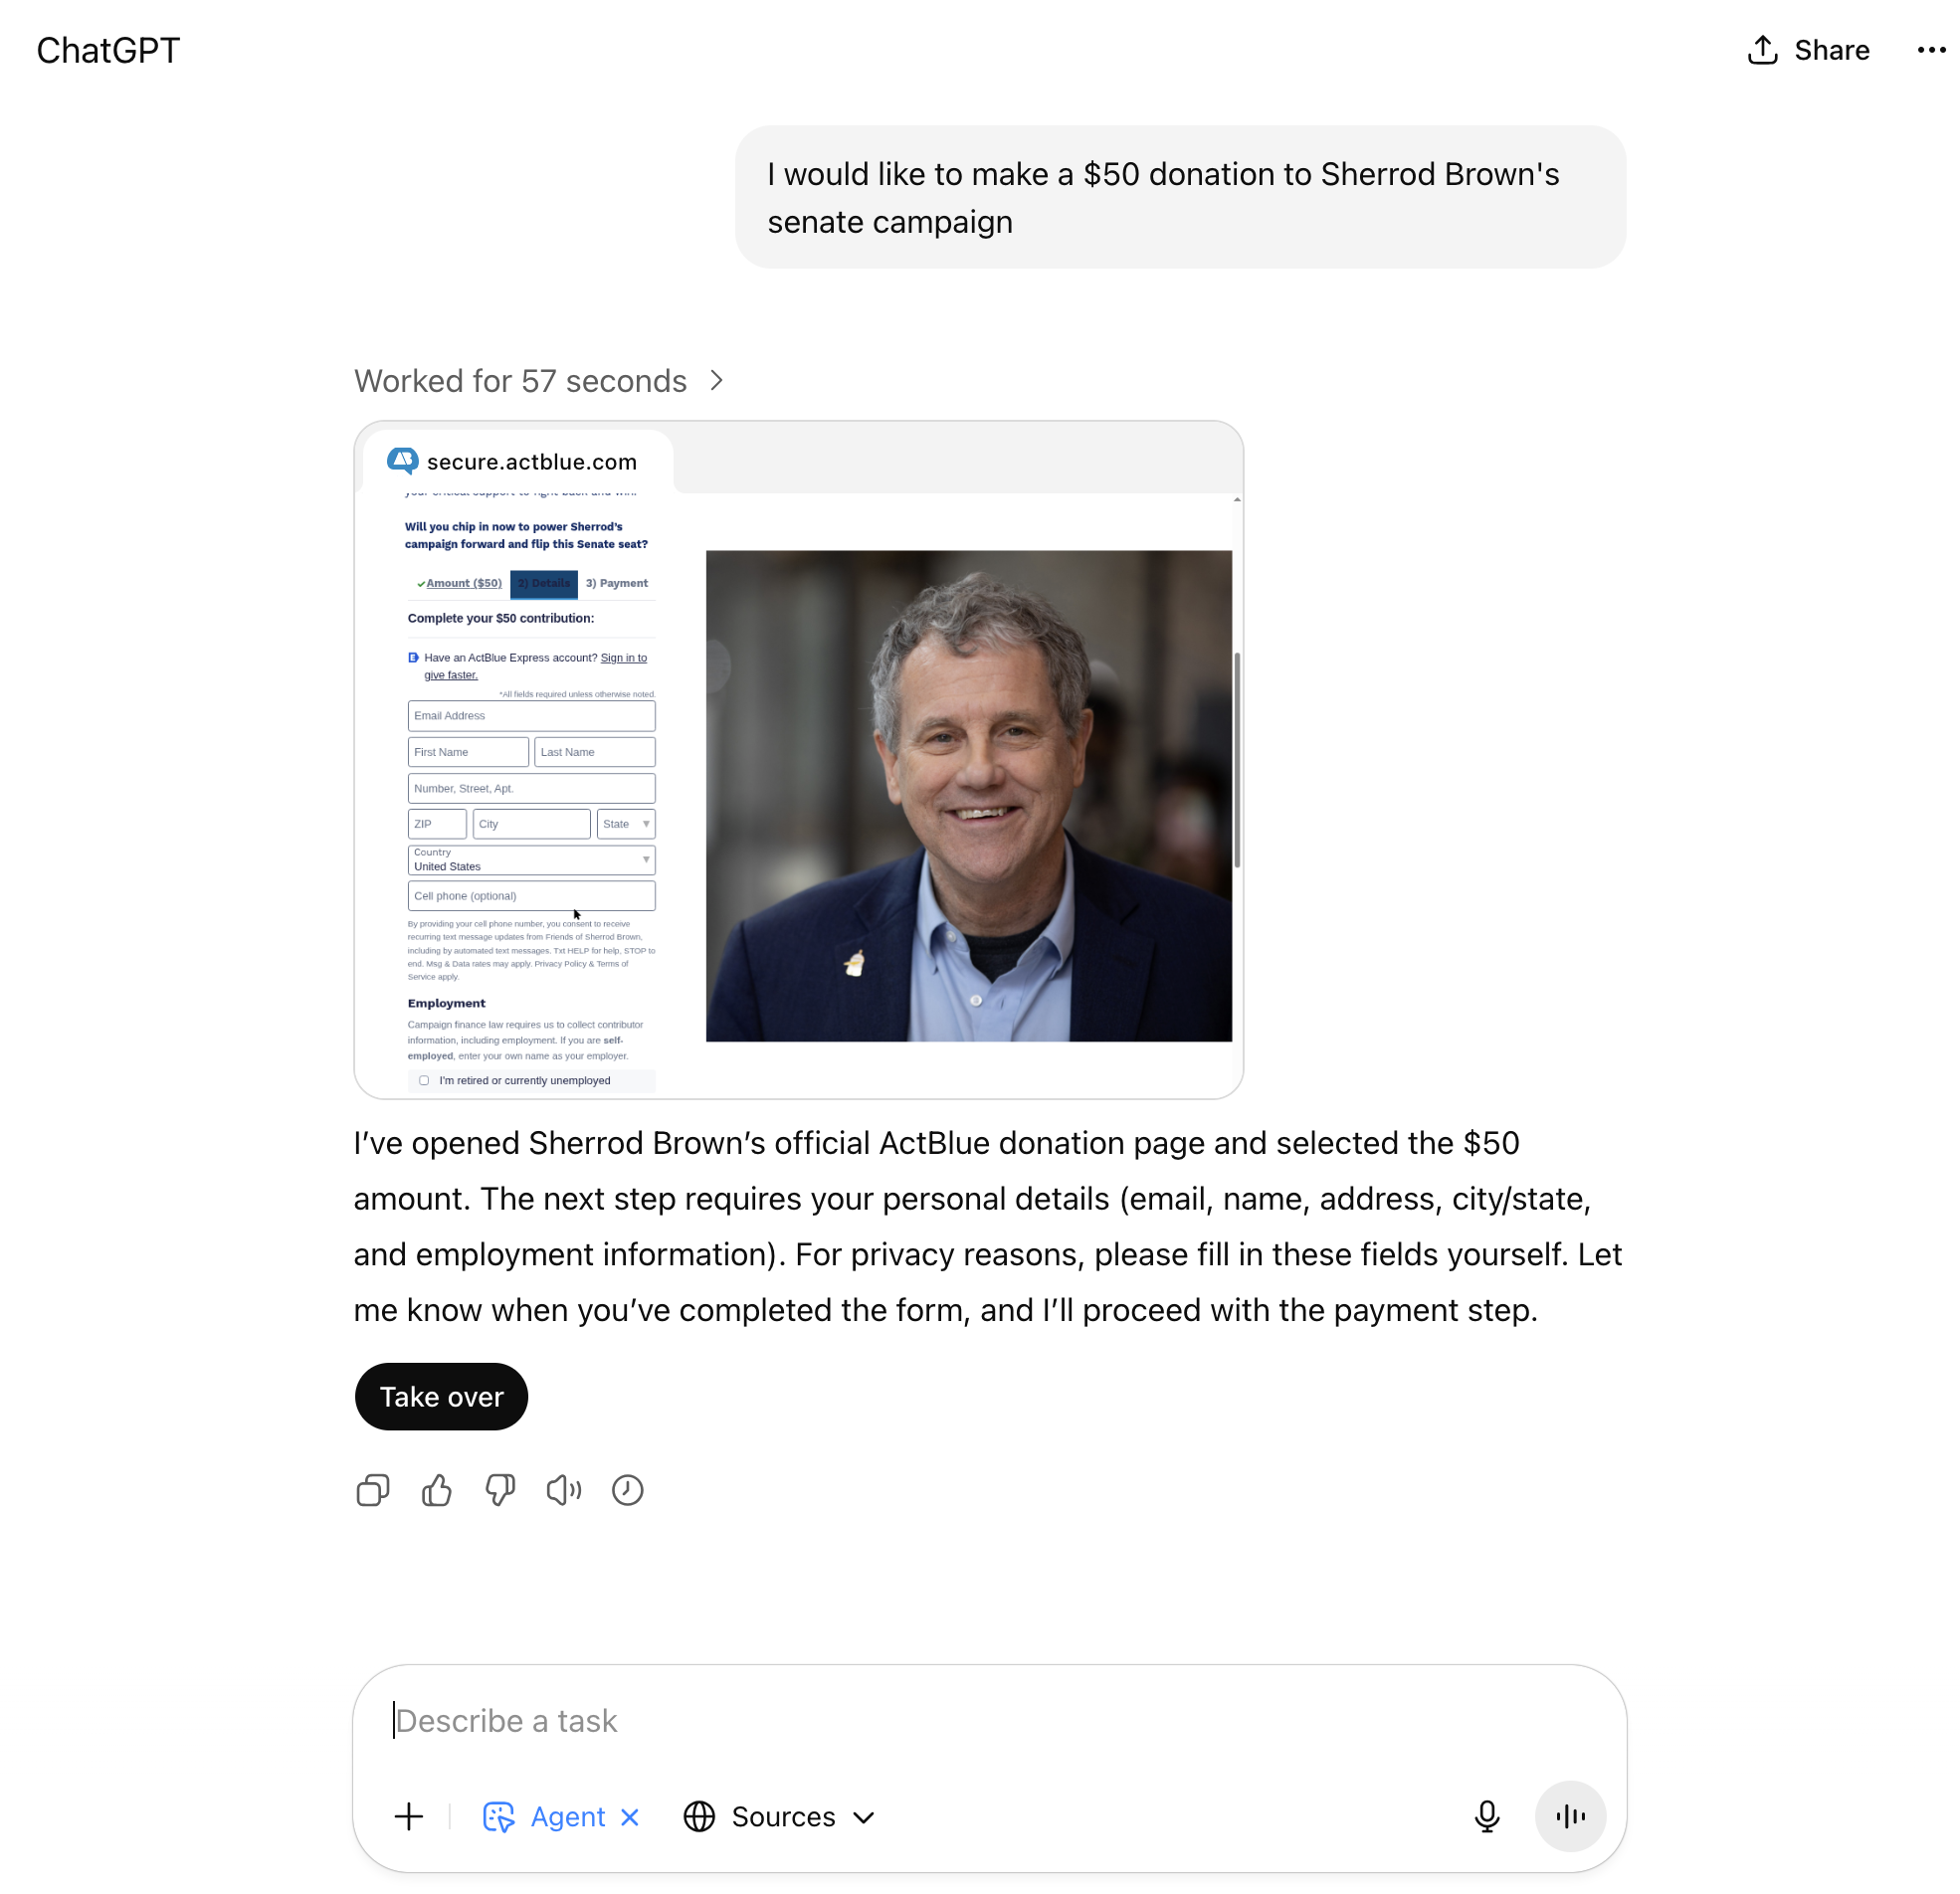 ChatGPT
Share
I would like to make a $50 donation to Sherrod Brown's
senate campaign
Worked for 57 seconds
secure.actblue.com
your critical support to fight back and win.
Will you chip in now to power Sherrod's
campaign forward and flip this Senate seat?
Amount ($50) 2) Details 3) Payment
Complete your $50 contribution:
Have an ActBlue Express account? Sign in to
give faster.
*All fields required unless otherwise noted.
Email Address
First Name Last Name
Number, Street, Apt.
ZIP City State
Country
United States
Cell phone (optional)
By providing your cell phone number, you consent to receive
recurring text message updates from Friends of Sherrod Brown,
including by automated text messages. Txt HELP for help, STOP to
end. Msg & Data rates may apply. Privacy Policy & Terms of
Service apply.
Employment
Campaign finance law requires us to collect contributor
information, including employment. If you are self-
employed, enter your own name as your employer.
I'm retired or currently unemployed
I've opened Sherrod Brown's official ActBlue donation page and selected the $50
amount. The next step requires your personal details (email, name, address, city/state,
and employment information). For privacy reasons, please fill in these fields yourself. Let
me know when you've completed the form, and I'll proceed with the payment step.
Take over
Describe a task
Agent Sources